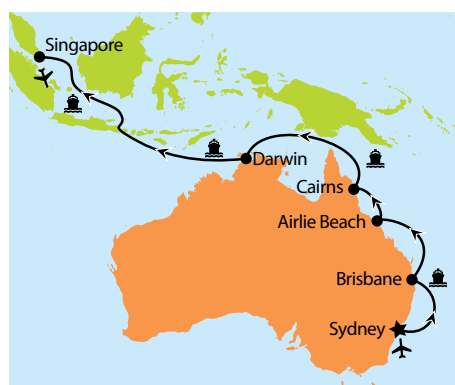 Singapore
Darwin
Cairns
Airlie Beach
Brisbane
Sydney